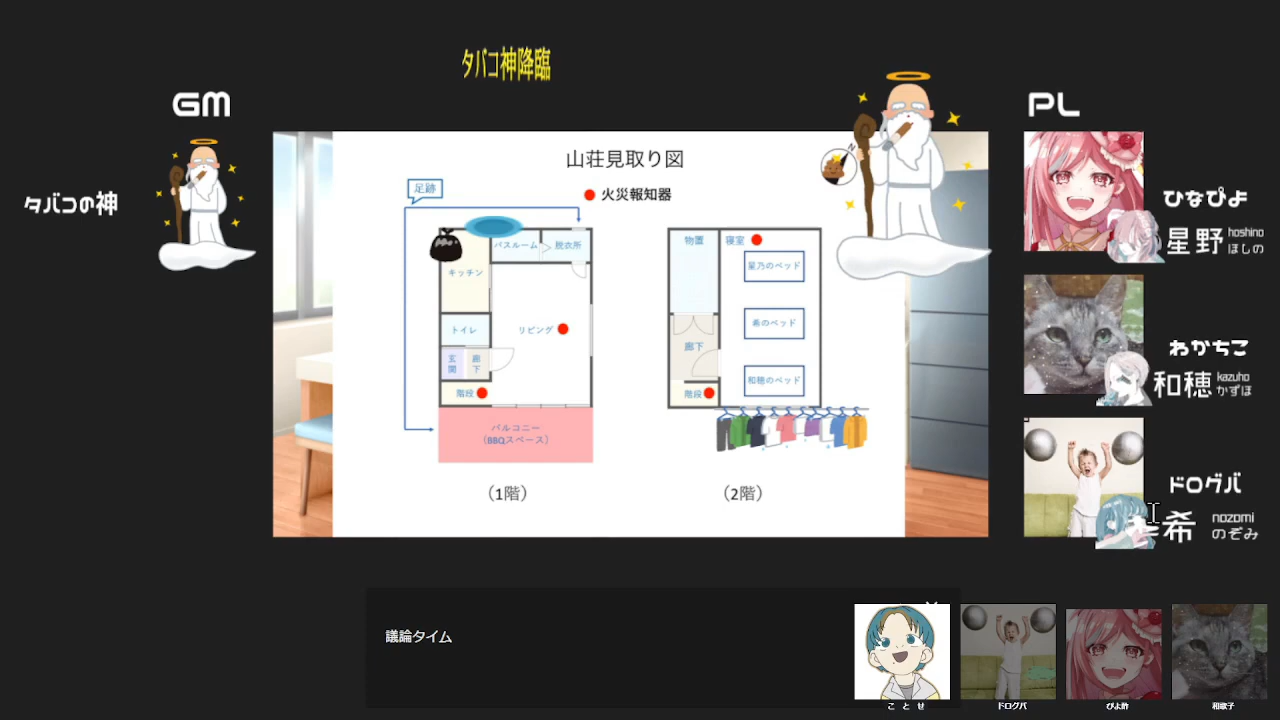 タバコ神降臨
GM
タバコの神
山荘見取り図
火災報知器
足跡
バスルーム
脱衣所
キッチン
トイレ
リビング
玄関
廊下
階段
バルコニー
(BBQスペース)
(1階)
N
物置
寝室
星乃のベッド
希のベッド
和穂のベッド
廊下
階段
(2階)
PL
ひなぴよ
星野 hoshino ほしの
わかちこ
和穂 kazuho かずほ
ドログバ
希 nozomi のぞみ
議論タイム
ことせ
ドログバ
ぴよ酢
和歌子